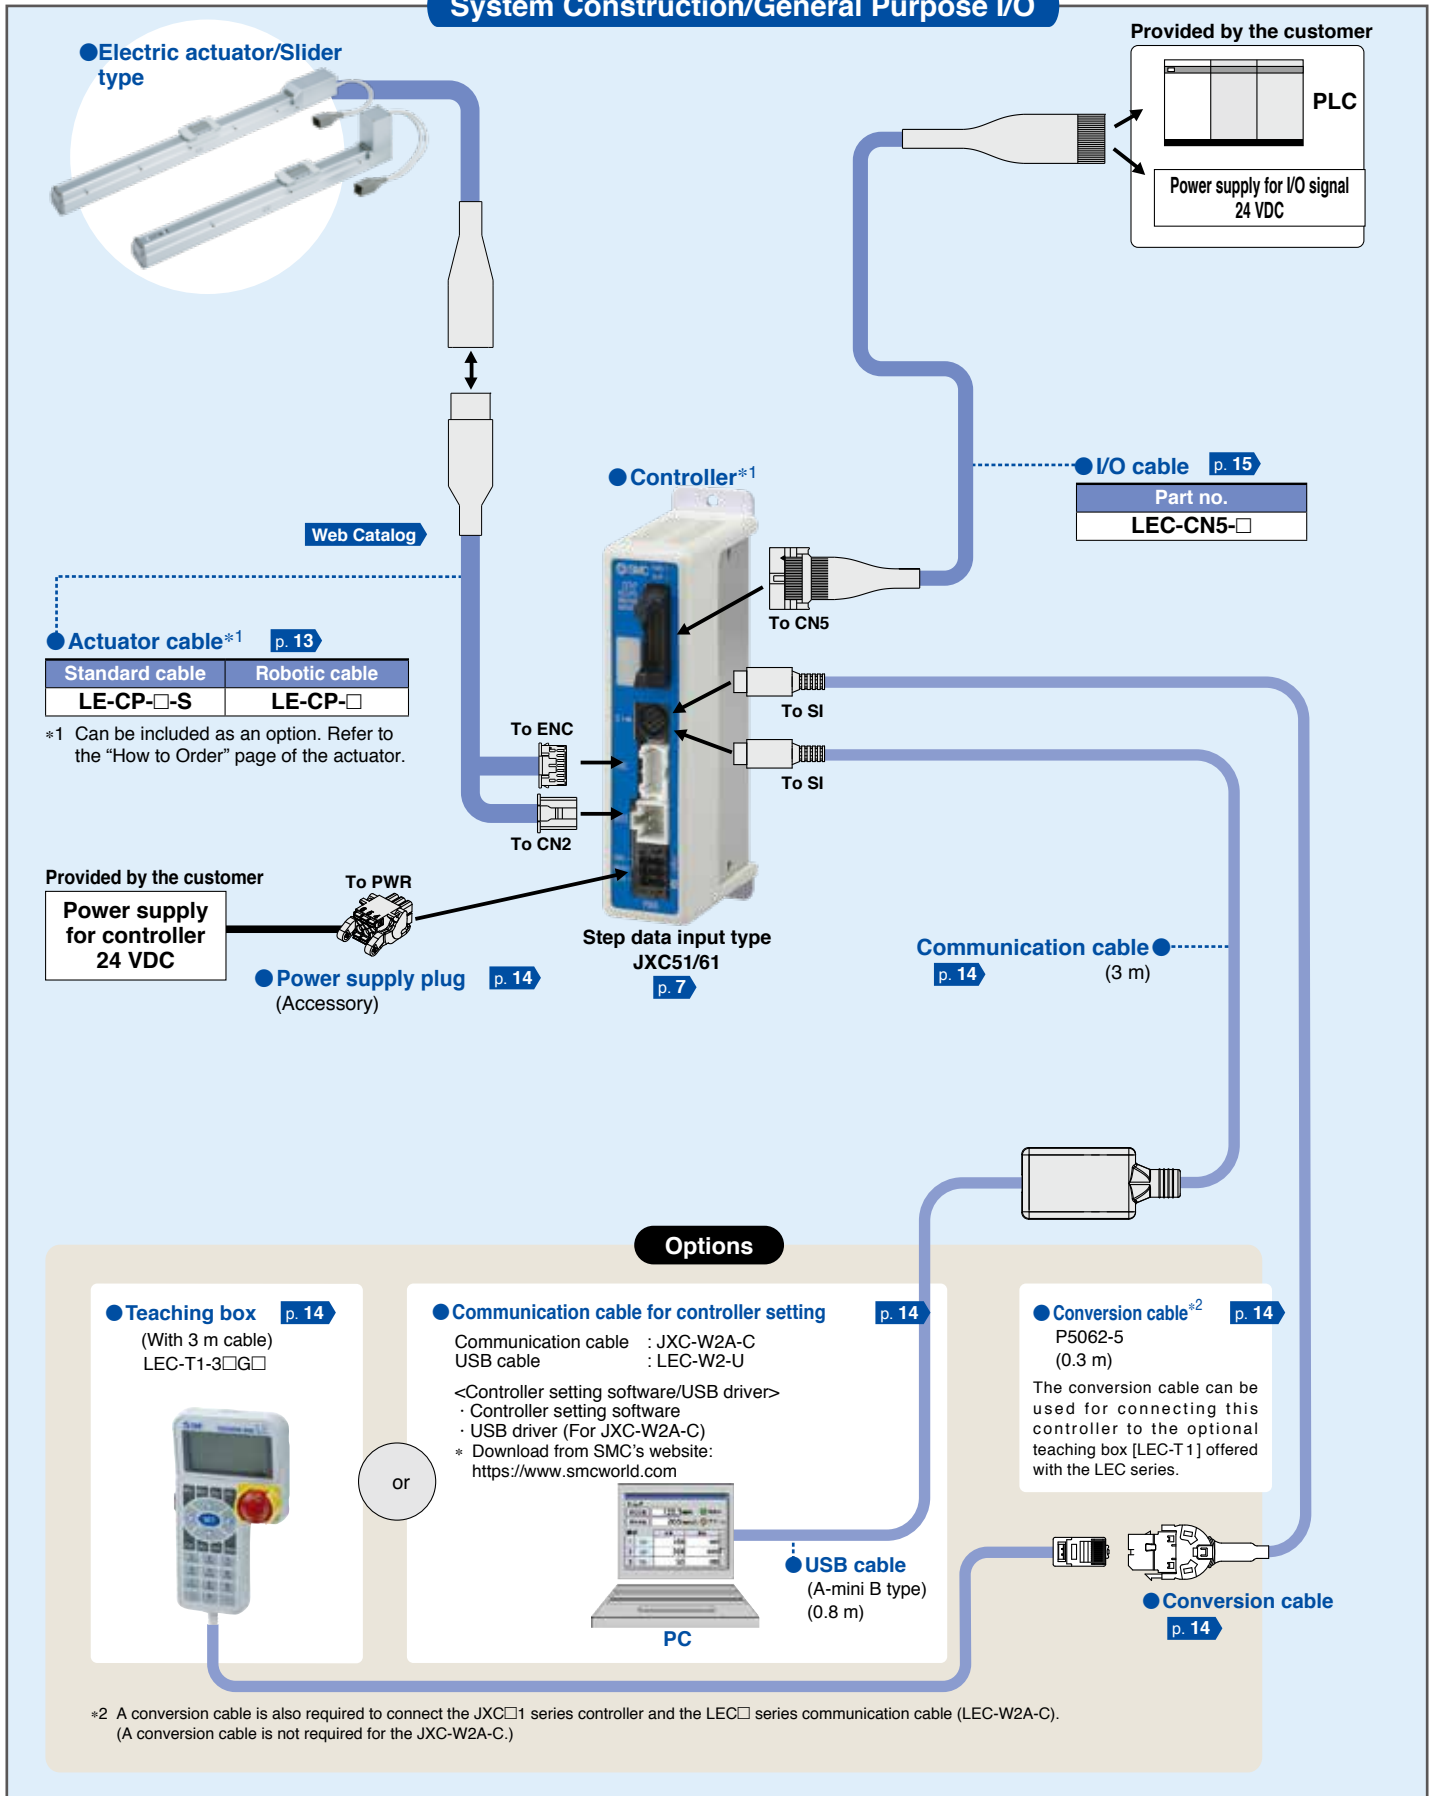 System Construction/General Purpose I/O
●Electric actuator/Slider
type
Provided by the customer
PLC
Power supply for I/O signal
24 VDC
●I/O cable p. 15
Part no.
LEC-CN5-□
●Controller*1
Web Catalog
To CN5
●Actuator cable*1 p. 13
Standard cable Robotic cable
LE-CP-□-S LE-CP-□
*1 Can be included as an option. Refer to
the “How to Order” page of the actuator.
To SI
To ENC
To SI
To CN2
Provided by the customer
To PWR
Power supply
for controller
24 VDC
●Power supply plug p. 14
(Accessory)
SMC
Step data input type
JXC51/61
p. 7
Communication cable●
p. 14 (3 m)
Options
●Teaching box p. 14
(With 3 m cable)
LEC-T1-3□G□
or
●Communication cable for controller setting p. 14
Communication cable : JXC-W2A-C
USB cable : LEC-W2-U
<Controller setting software/USB driver>
· Controller setting software
· USB driver (For JXC-W2A-C)
* Download from SMC’s website:
https://www.smcworld.com
●USB cable
(A-mini B type)
(0.8 m)
PC
●Conversion cable*2 p. 14
P5062-5
(0.3 m)
The conversion cable can be
used for connecting this
controller to the optional
teaching box [LEC-T1] offered
with the LEC series.
●Conversion cable
p. 14
*2 A conversion cable is also required to connect the JXC□1 series controller and the LEC□ series communication cable (LEC-W2A-C).
(A conversion cable is not required for the JXC-W2A-C.)